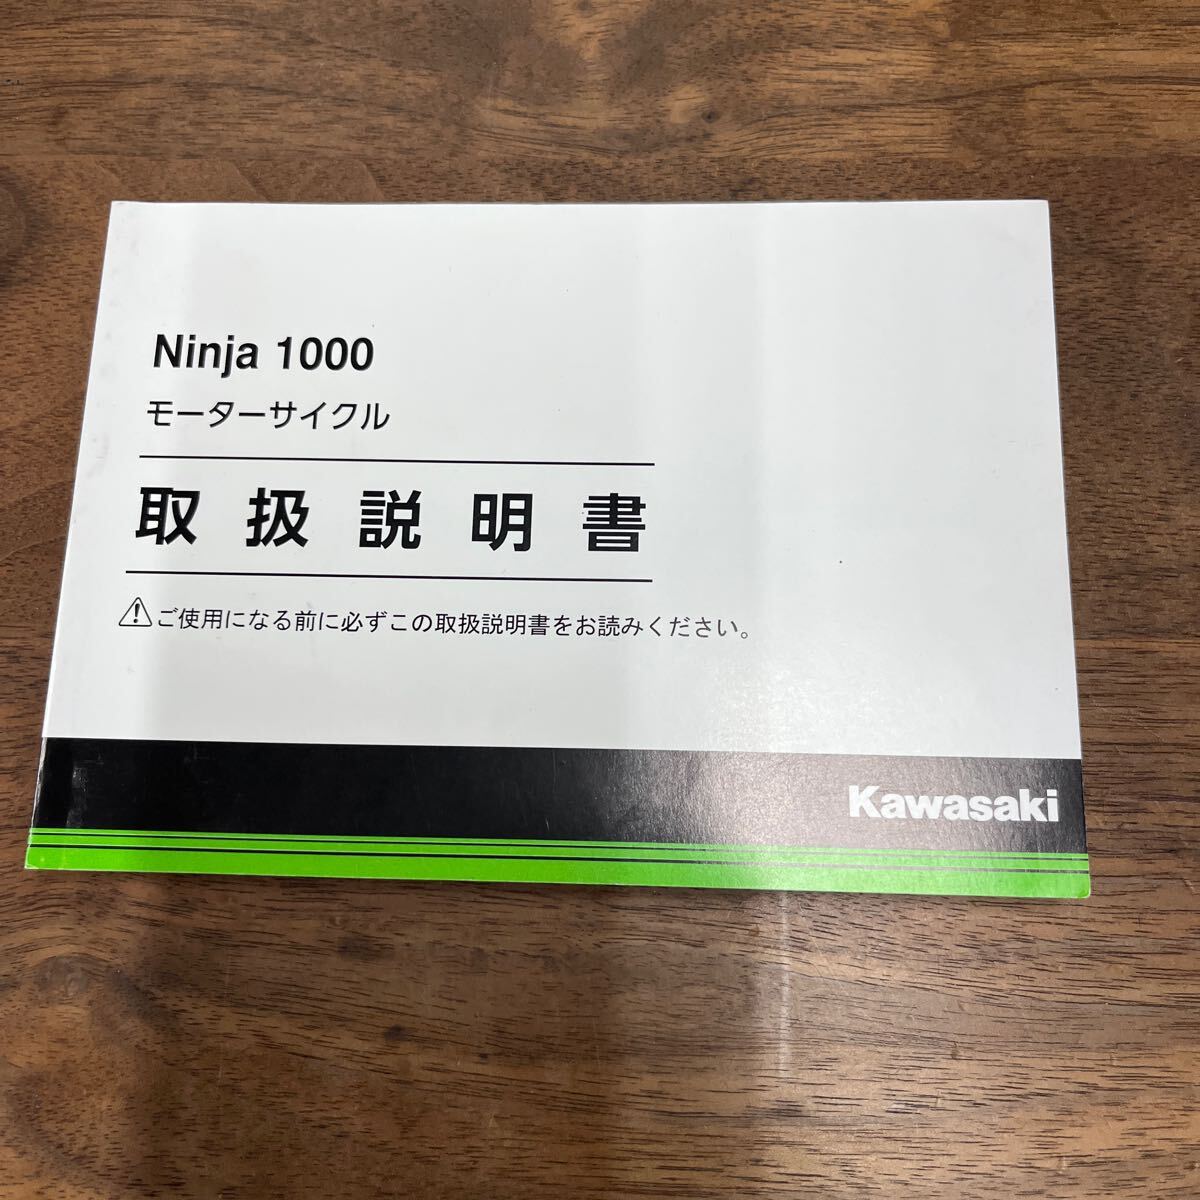 Ninja 1000
モーターサイクル
取扱説明書
⚠ご使用になる前に必ずこの取扱説明書をお読みください。
Kawasaki